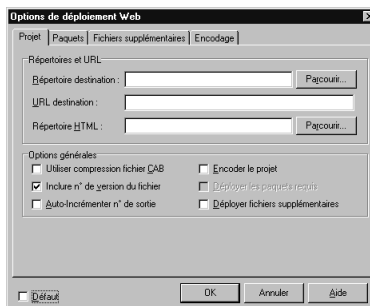 Options de déploiement Web
Projet Paquets Fichiers supplémentaires Encodage
Répertoires et URL
Répertoire destination : Parcourir...
URL destination :
Répertoire HTML : Parcourir...
Options générales
Utiliser compression fichier CAB Encoder le projet
Inclure n° de version du fichier Déployer les paquets requis
Auto-Incrémenter n° de sortie Déployer fichiers supplémentaires
Défaut OK Annuler Aide